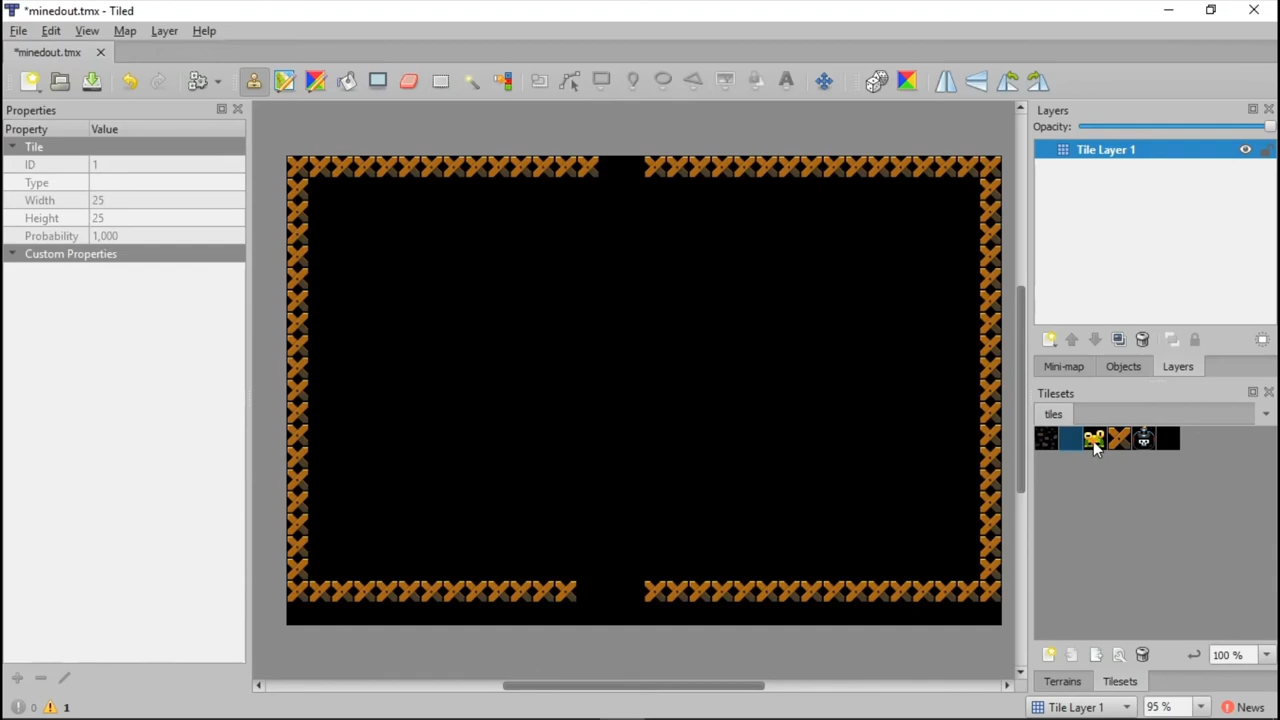 *minedout.tmx - Tiled
File Edit View Map Layer Help
*minedout.tmx
Properties
Property Value
Tile
ID 1
Type
Width 25
Height 25
Probability 1,000
Custom Properties
Layers
Opacity:
Tile Layer 1
Mini-map Objects Layers
Tilesets
tiles
100 %
Terrains Tilesets
0 1
Tile Layer 1 95 % News